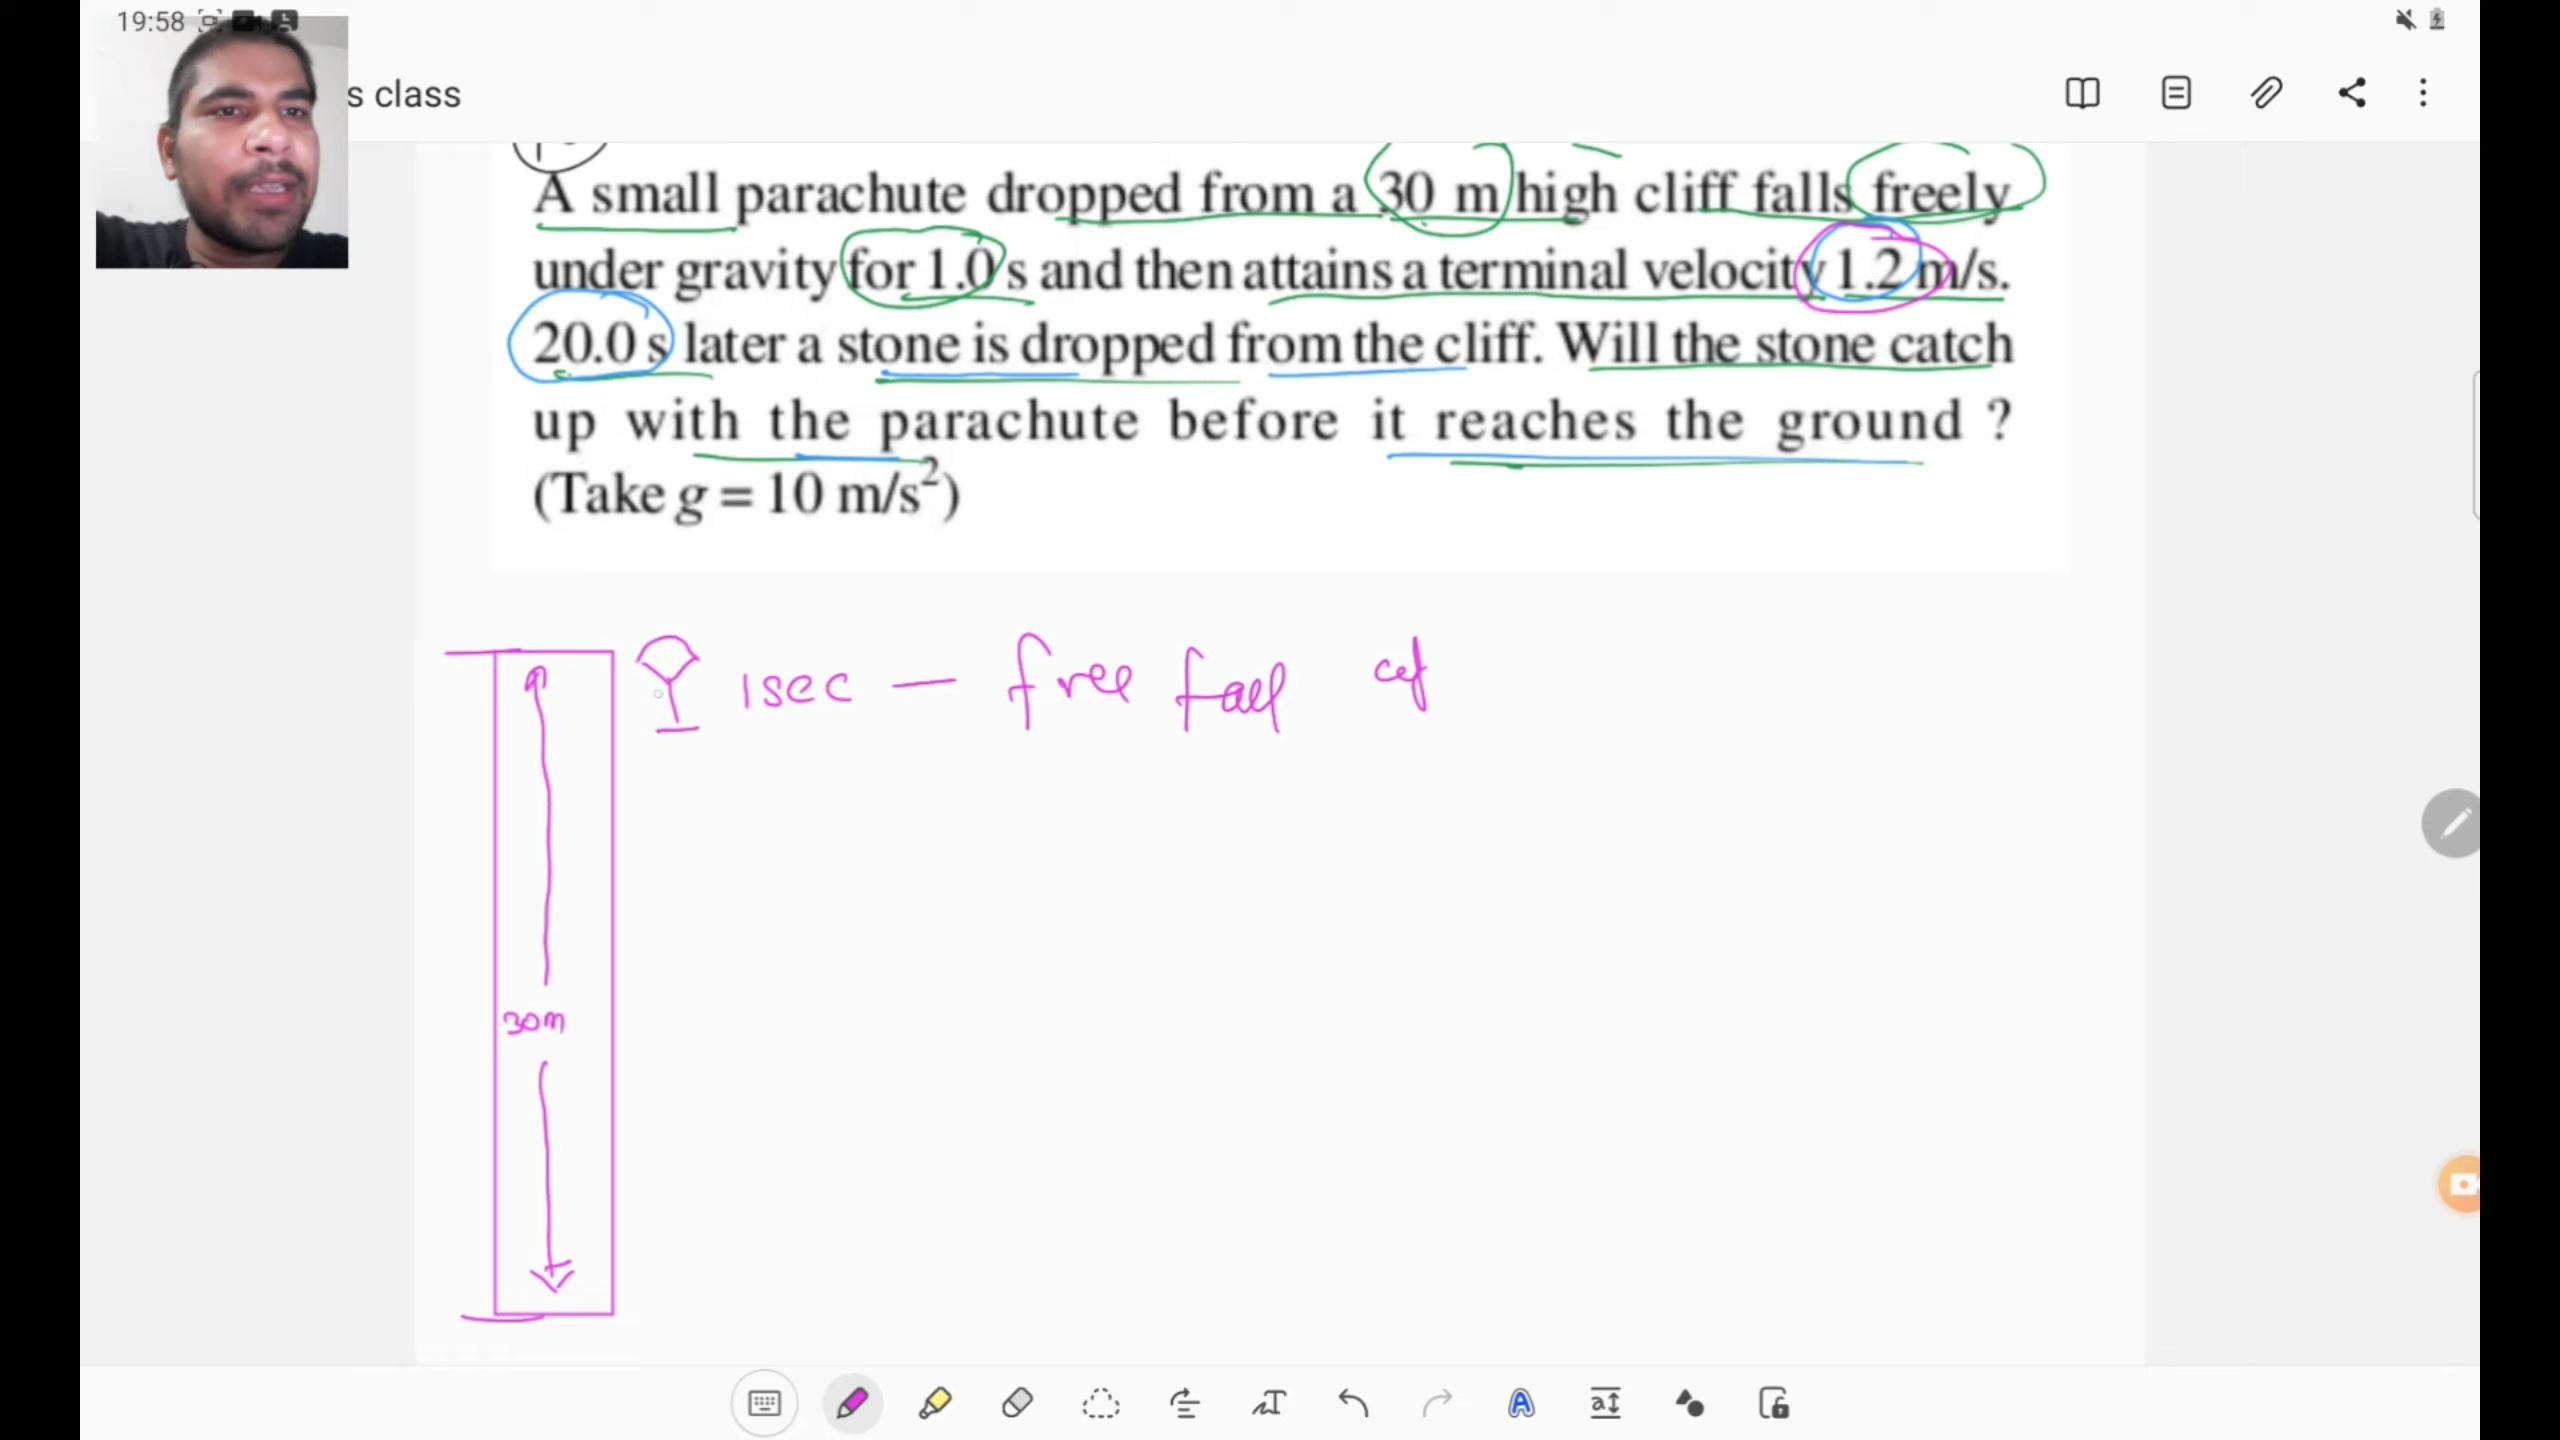 19:58
s class
A small parachute dropped from a 30 m high cliff falls freely
under gravity for 1.0 s and then attains a terminal velocity 1.2 m/s.
20.0 s later a stone is dropped from the cliff. Will the stone catch
up with the parachute before it reaches the ground ?
(Take g = 10 m/s²)
1sec — free fall
30m